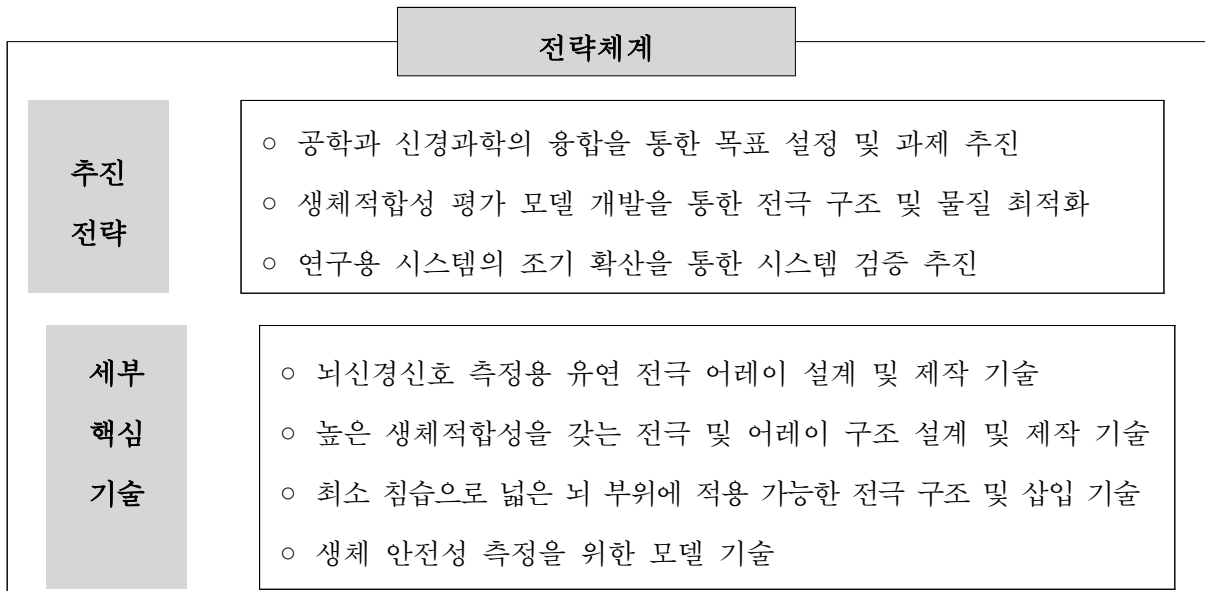 전략체계
추진
전략
○ 공학과 신경과학의 융합을 통한 목표 설정 및 과제 추진
○ 생체적합성 평가 모델 개발을 통한 전극 구조 및 물질 최적화
○ 연구용 시스템의 조기 확산을 통한 시스템 검증 추진
세부
핵심
기술
○ 뇌신경신호 측정용 유연 전극 어레이 설계 및 제작 기술
○ 높은 생체적합성을 갖는 전극 및 어레이 구조 설계 및 제작 기술
○ 최소 침습으로 넓은 뇌 부위에 적용 가능한 전극 구조 및 삽입 기술
○ 생체 안전성 측정을 위한 모델 기술